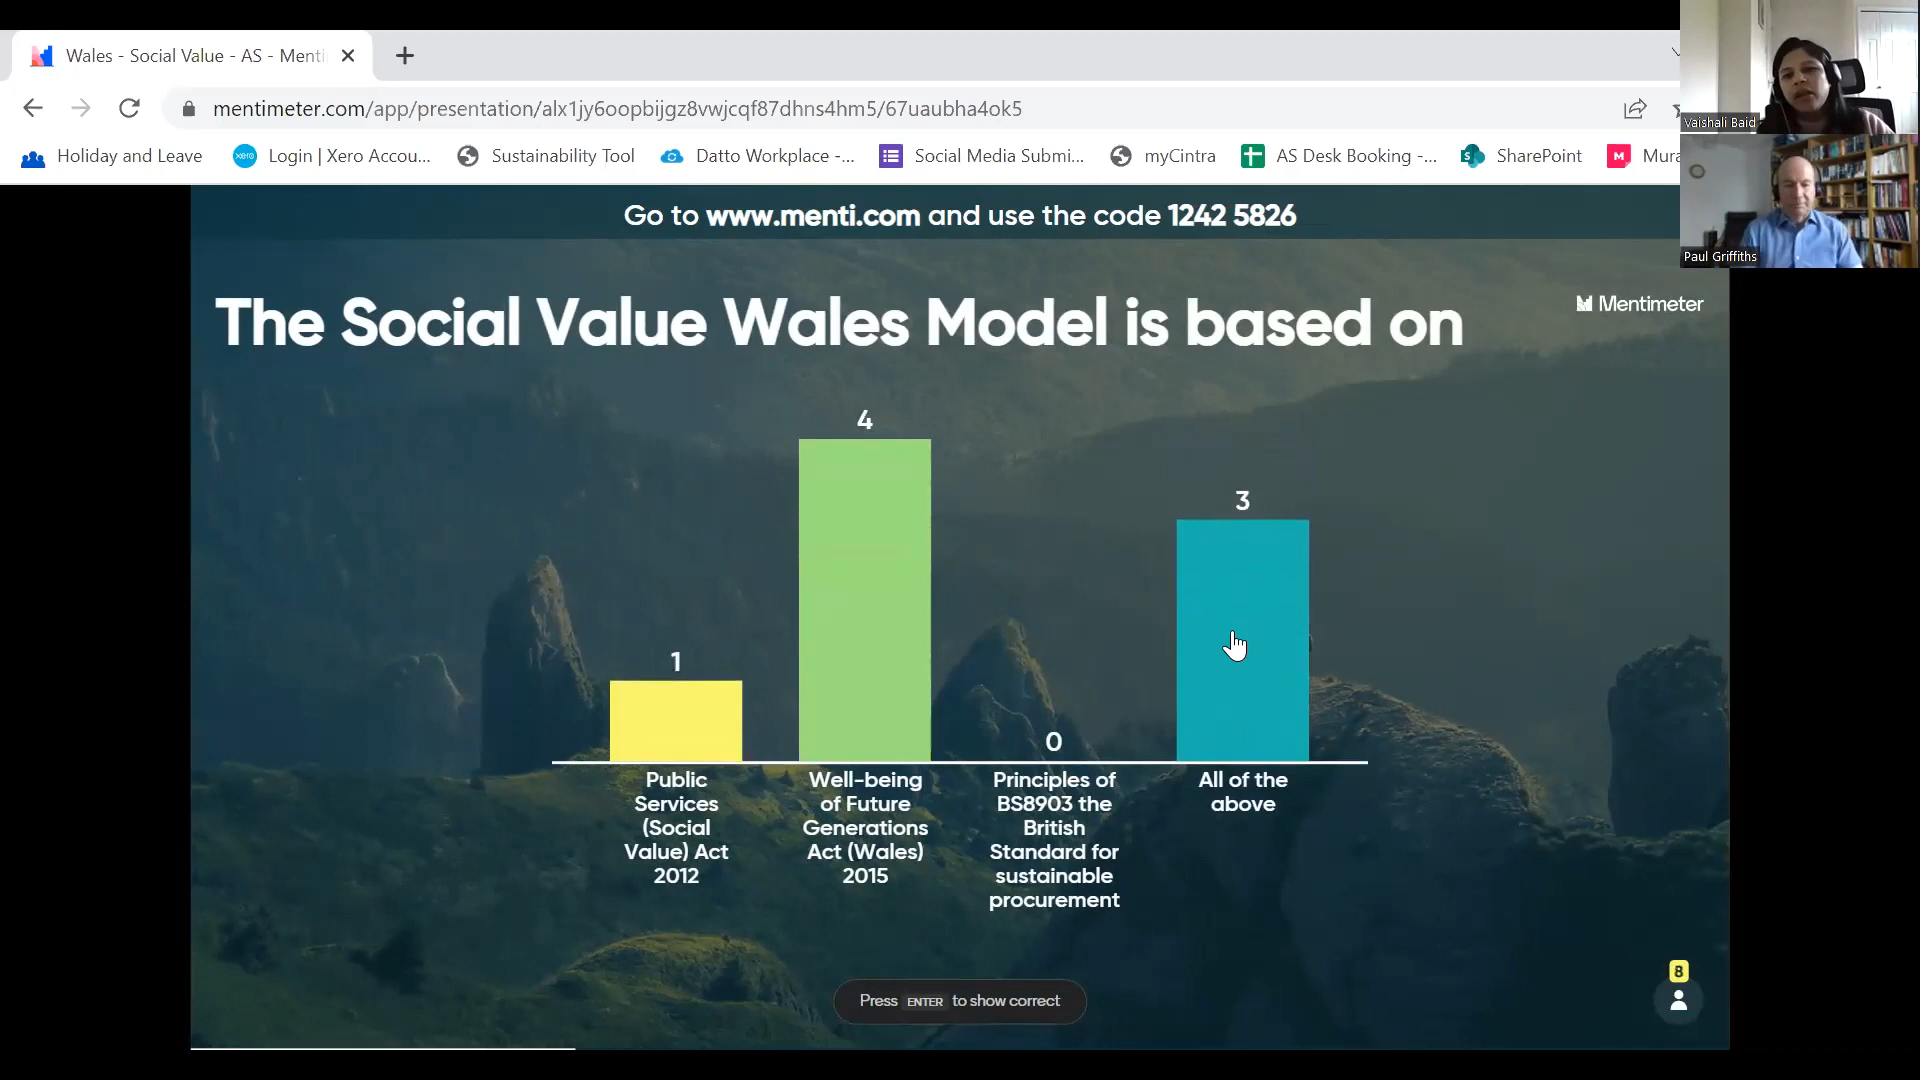 Wales - Social Value - AS - Menti
mentimeter.com/app/presentation/alx1jy6oopbijgz8vwjcqf87dhns4hm5/67uaubha4ok5
Holiday and Leave
Login | Xero Accou...
xero
Sustainability Tool
Datto Workplace -...
Social Media Submi...
myCintra
AS Desk Booking -...
SharePoint
Mura
Vaishali Baid
Paul Griffiths
Go to www.menti.com and use the code 1242 5826
The Social Value Wales Model is based on
Mentimeter
1
4
0
3
Public
Services
(Social
Value) Act
2012
Well-being
of Future
Generations
Act (Wales)
2015
Principles of
BS8903 the
British
Standard for
sustainable
procurement
All of the
above
Press ENTER to show correct
8